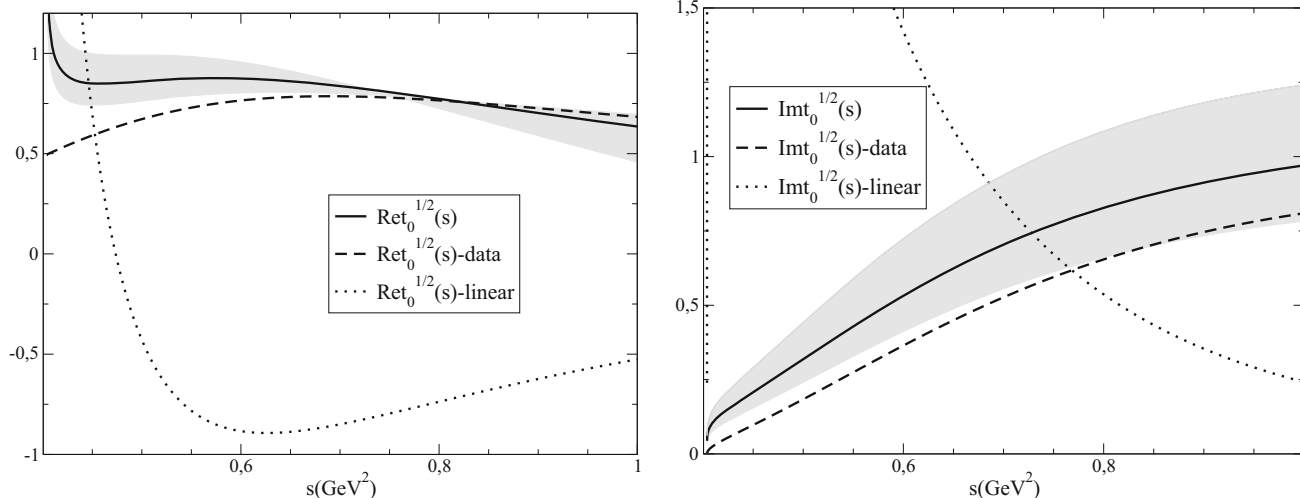 1
0,5
0
-0,5
-1
Ret₀^1/2(s)
Ret₀^1/2(s)-data
Ret₀^1/2(s)-linear
0,6
0,8
1
s(GeV²)
1,5
1
0,5
0
Imt₀^1/2(s)
Imt₀^1/2(s)-data
Imt₀^1/2(s)-linear
0,6
0,8
s(GeV²)